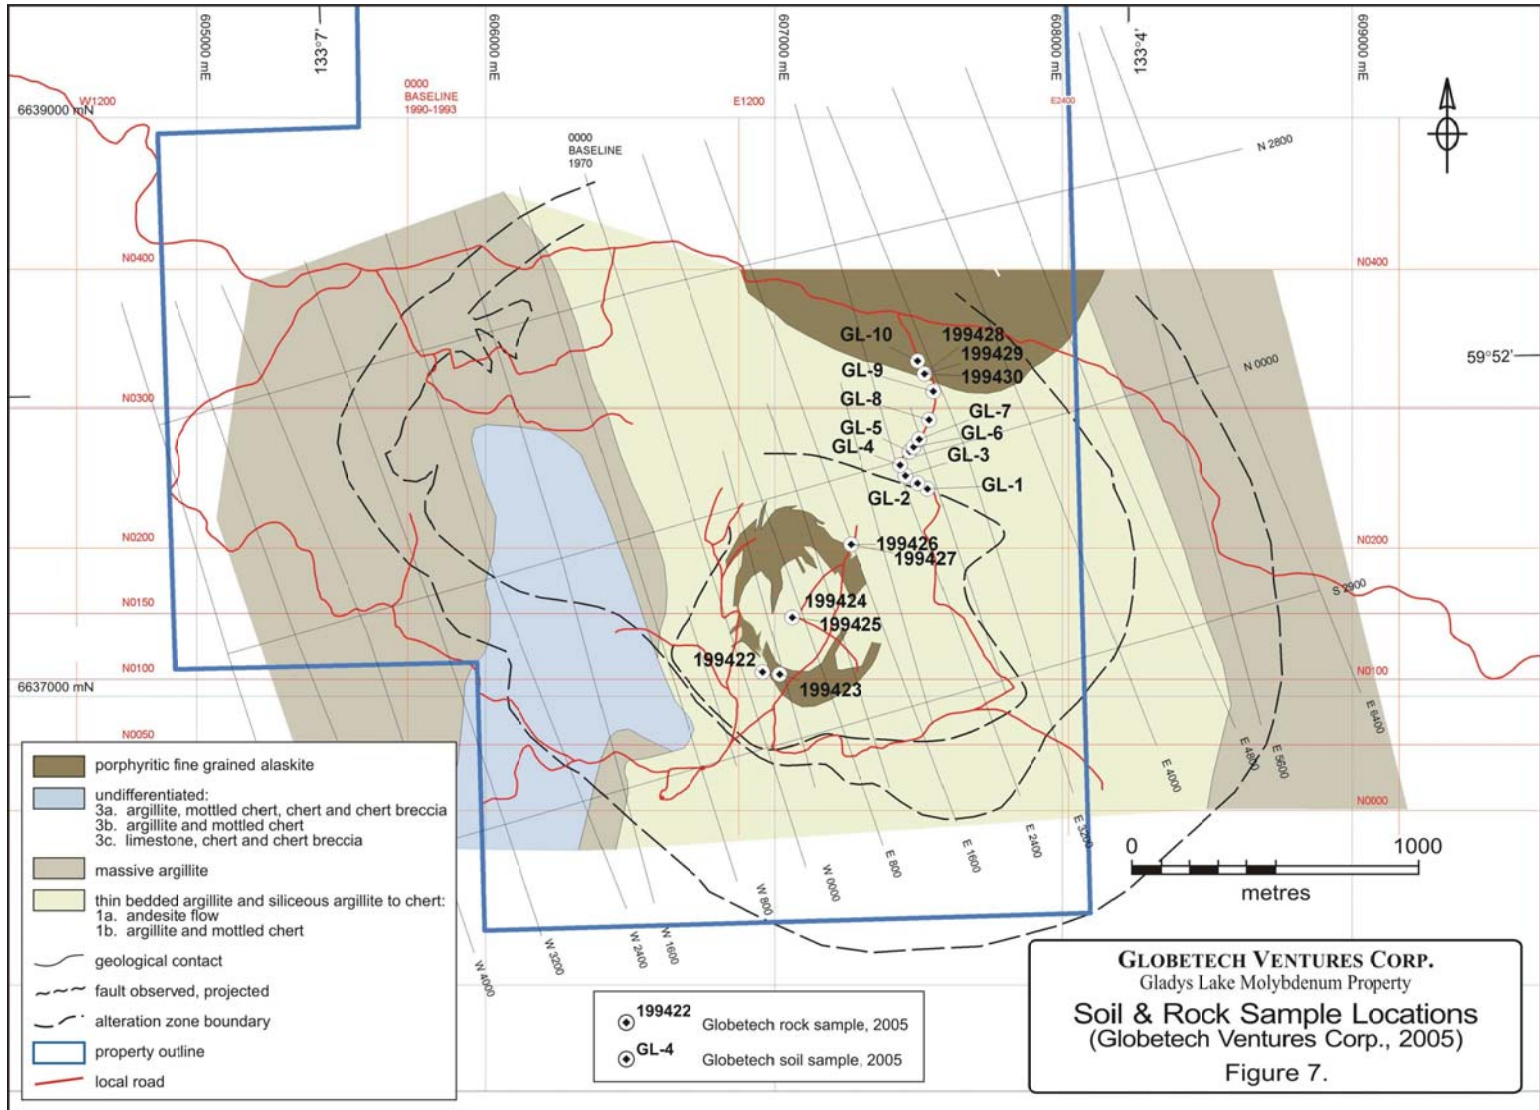 605000 mE
133°7'
606000 mE
607000 mE
608000 mE
133°4'
609000 mE
6639000 mN
W1200
0000
BASELINE
1990-1993
E1200
E2400
0000
BASELINE
1970
N 2800
N0400
N0400
GL-10
199428
199429
199430
59°52'
N 0000
GL-9
N0300
N0300
GL-8
GL-7
GL-5
GL-6
GL-4
GL-3
GL-2
GL-1
N0200
199426
199427
N0200
S 2900
N0150
199424
199425
N0100
199422
199423
N0100
6637000 mN
E 6400
N0050
E 4800
E 5600
E 4000
N0000
E 3200
E 2400
E 1600
E 800
W 0000
W 800
W 1600
W 2400
W 3200
W 4000
0 1000
metres
porphyritic fine grained alaskite
undifferentiated:
3a. argillite, mottled chert, chert and chert breccia
3b. argillite and mottled chert
3c. limestone, chert and chert breccia
massive argillite
thin bedded argillite and siliceous argillite to chert:
1a. andesite flow
1b. argillite and mottled chert
geological contact
fault observed, projected
alteration zone boundary
property outline
local road
199422 Globetech rock sample, 2005
GL-4 Globetech soil sample, 2005
GLOBETECH VENTURES CORP.
Gladys Lake Molybdenum Property
Soil & Rock Sample Locations
(Globetech Ventures Corp., 2005)
Figure 7.